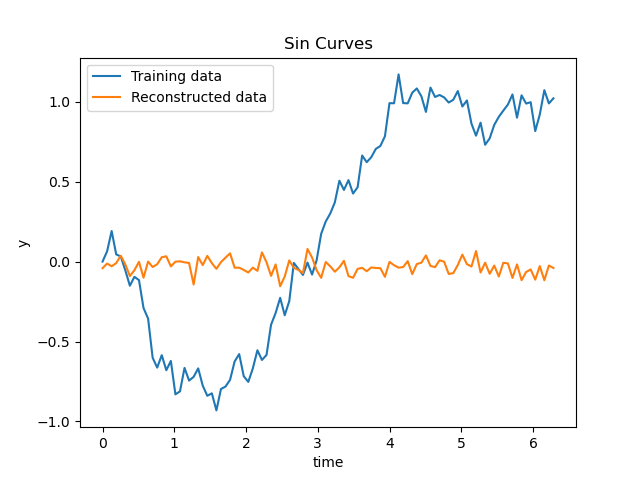 Sin Curves
Training data
Reconstructed data
y
1.0
0.5
0.0
−0.5
−1.0
0 1 2 3 4 5 6
time